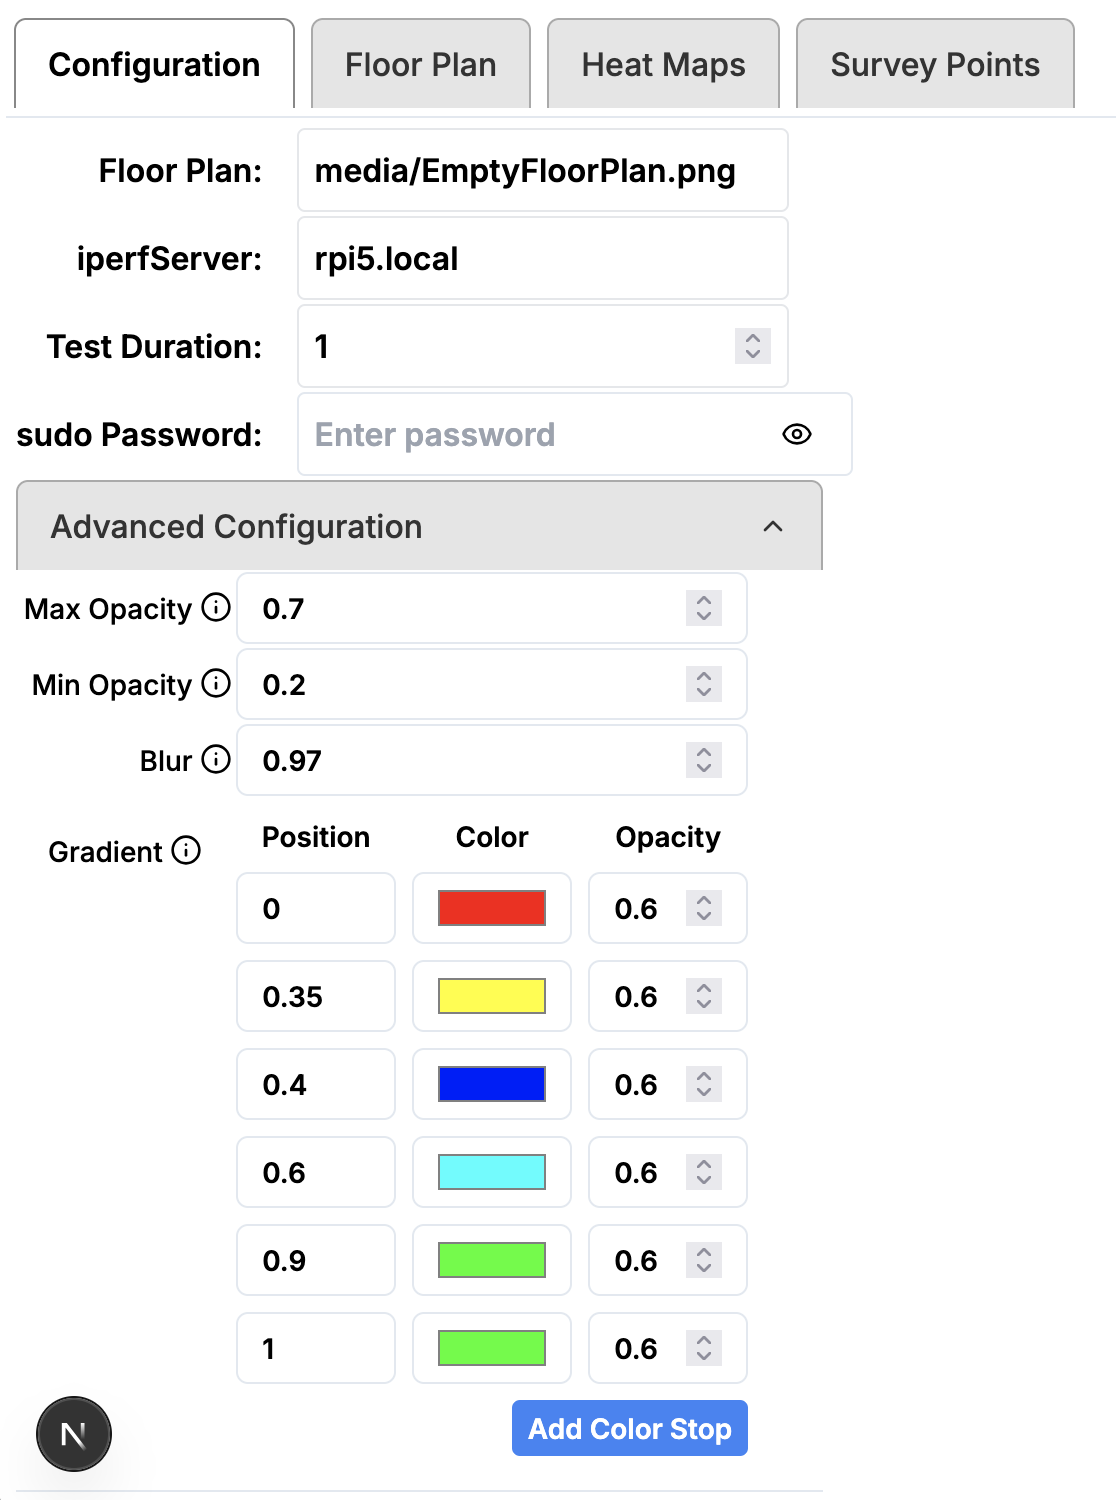 Configuration Floor Plan Heat Maps Survey Points
Floor Plan: media/EmptyFloorPlan.png
iperfServer: rpi5.local
Test Duration: 1
sudo Password: Enter password
Advanced Configuration
Max Opacity 0.7
Min Opacity 0.2
Blur 0.97
Gradient Position Color Opacity
0 0.6
0.35 0.6
0.4 0.6
0.6 0.6
0.9 0.6
1 0.6
N Add Color Stop